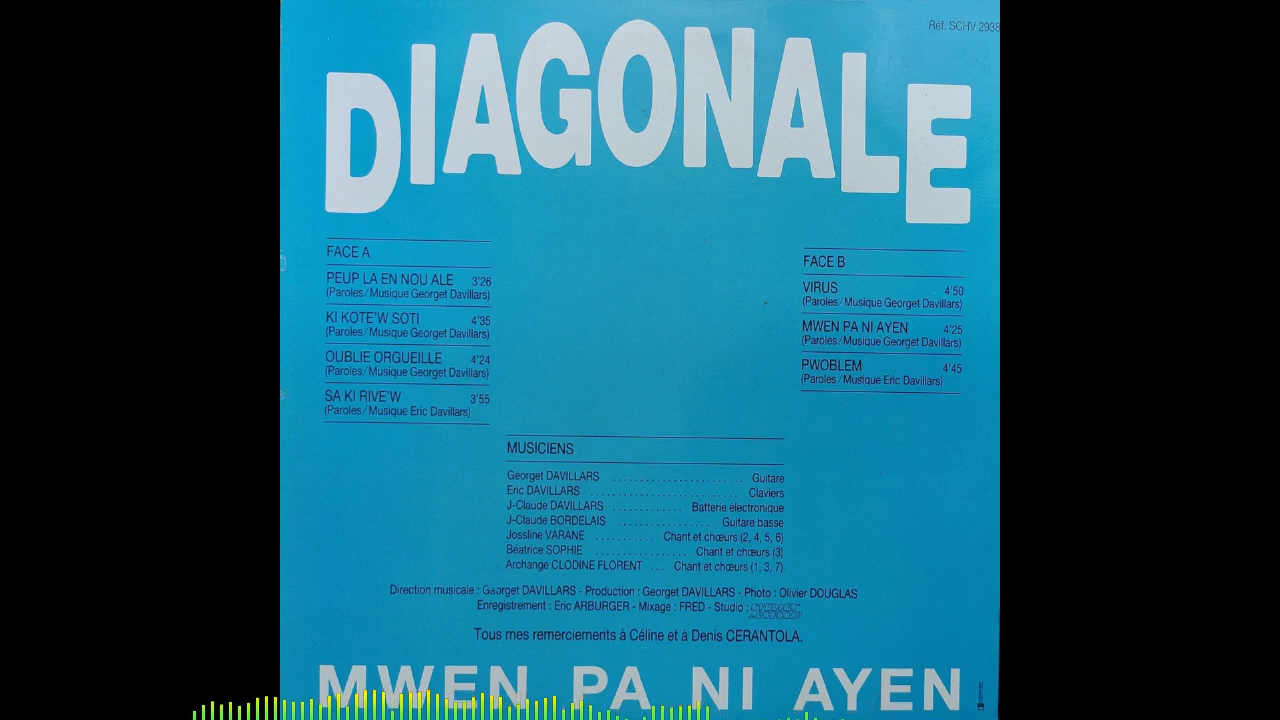 Réf. SCHV 2938
DIAGONALE
FACE A
PEUP LA EN NOU ALE 3'26
(Paroles/Musique Georget Davillars)
KI KOTE'W SOTI 4'35
(Paroles/Musique Georget Davillars)
OUBLIE ORGUEILLE 4'24
(Paroles/Musique Georget Davillars)
SA KI RIVE'W 3'55
(Paroles/Musique Eric Davillars)
FACE B
VIRUS 4'50
(Paroles/Musique Georget Davillars)
MWEN PA NI AYEN 4'25
(Paroles/Musique Georget Davillars)
PWOBLEM 4'45
(Paroles/Musique Eric Davillars)
MUSICIENS
Georget DAVILLARS ........................ Guitare
Eric DAVILLARS ........................... Claviers
J-Claude DAVILLARS ............. Batterie électronique
J-Claude BORDELAIS ................. Guitare basse
Jossline VARANE ........... Chant et chœurs (2, 4, 5, 6)
Béatrice SOPHIE ................. Chant et chœurs (3)
Archange CLODINE FLORENT ... Chant et chœurs (1, 3, 7)
Direction musicale : Georget DAVILLARS - Production : Georget DAVILLARS - Photo : Olivier DOUGLAS
Enregistrement : Eric ARBURGER - Mixage : FRED - Studio :
Tous mes remerciements à Céline et à Denis CERANTOLA.
MWEN PA NI AYEN